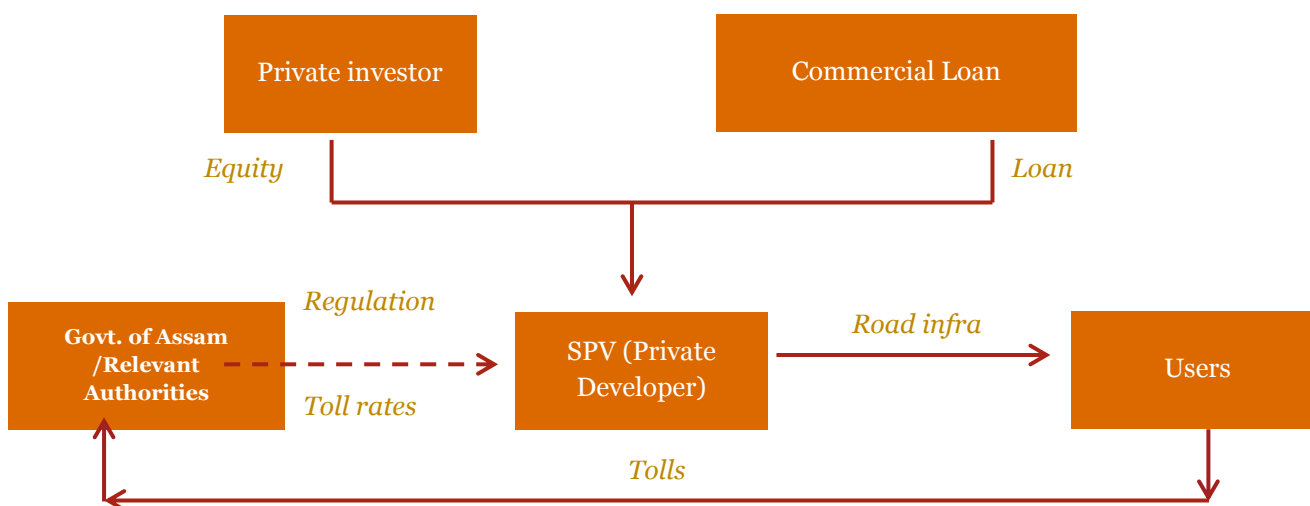 Private investor
Commercial Loan
Equity
Loan
Regulation
Govt. of Assam
/Relevant
Authorities
Toll rates
SPV (Private
Developer)
Road infra
Users
Tolls